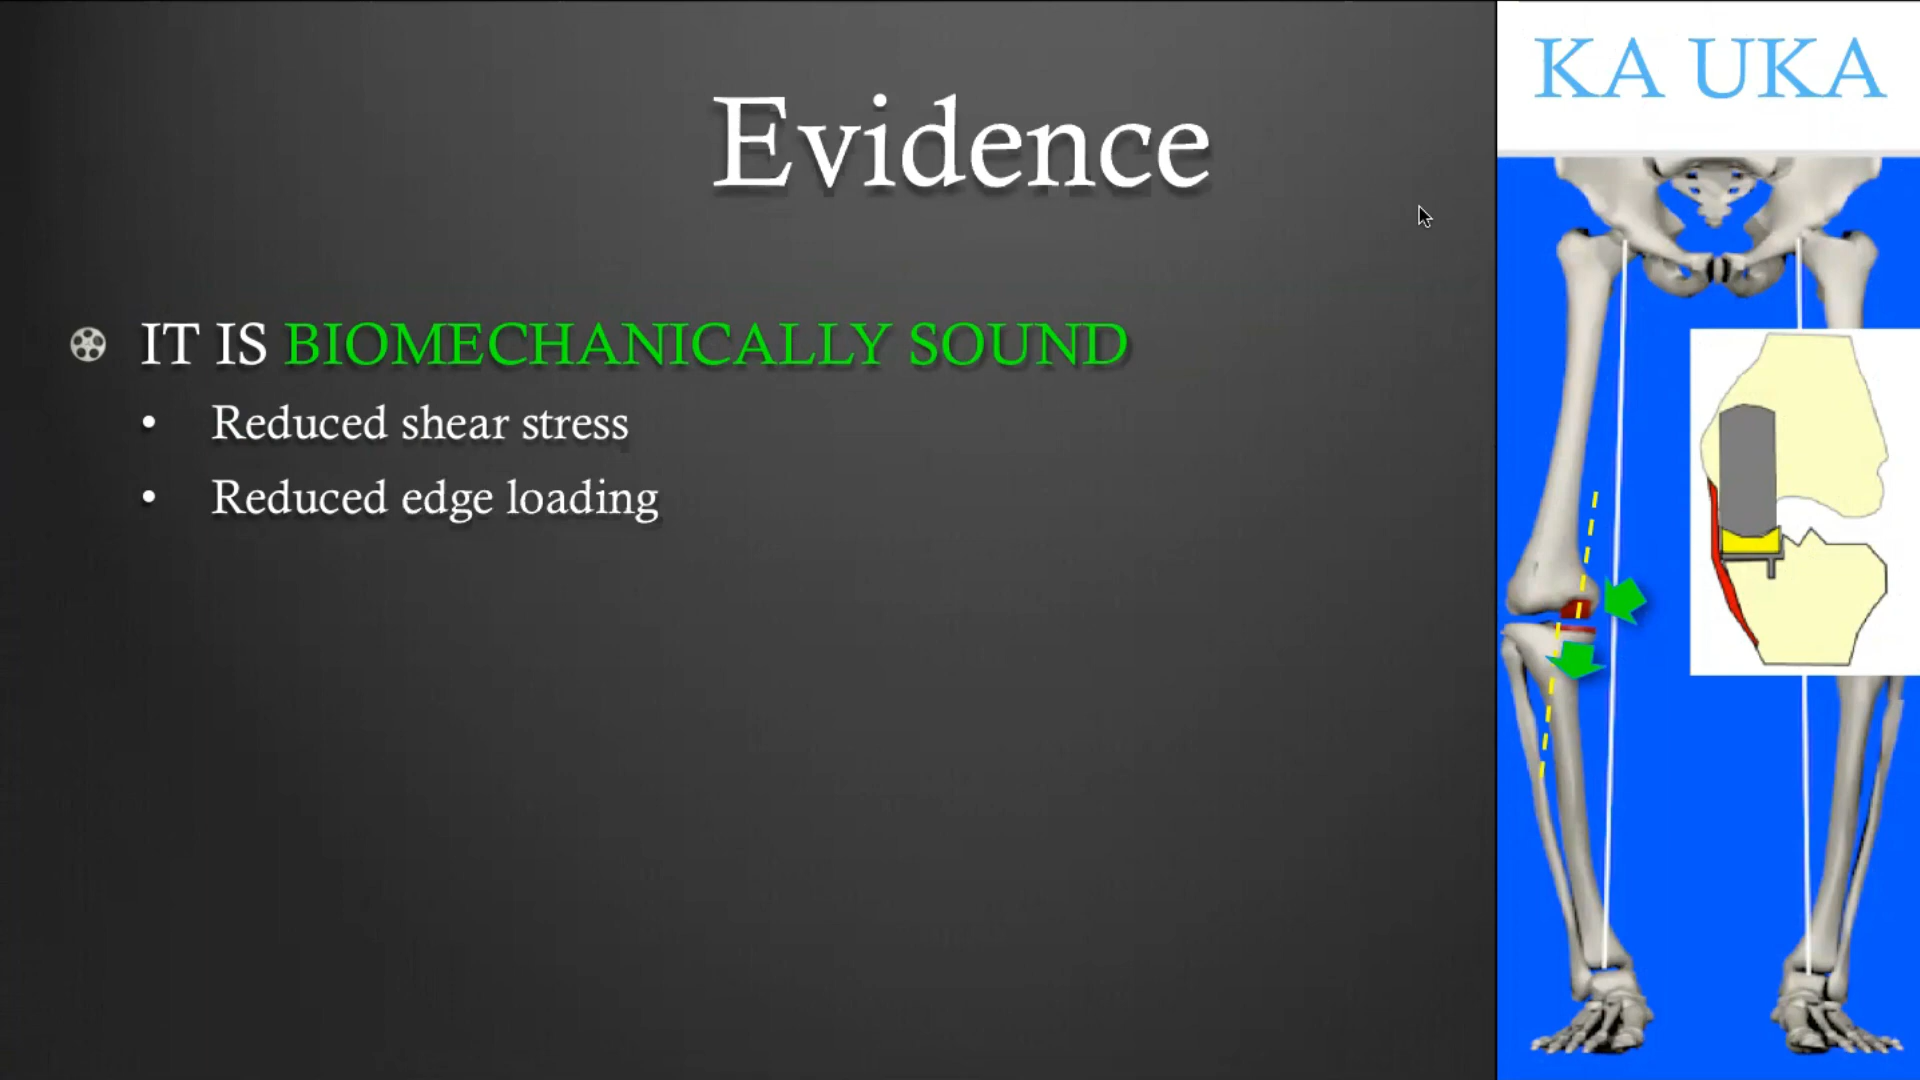 Evidence
KA UKA
IT IS BIOMECHANICALLY SOUND
• Reduced shear stress
• Reduced edge loading